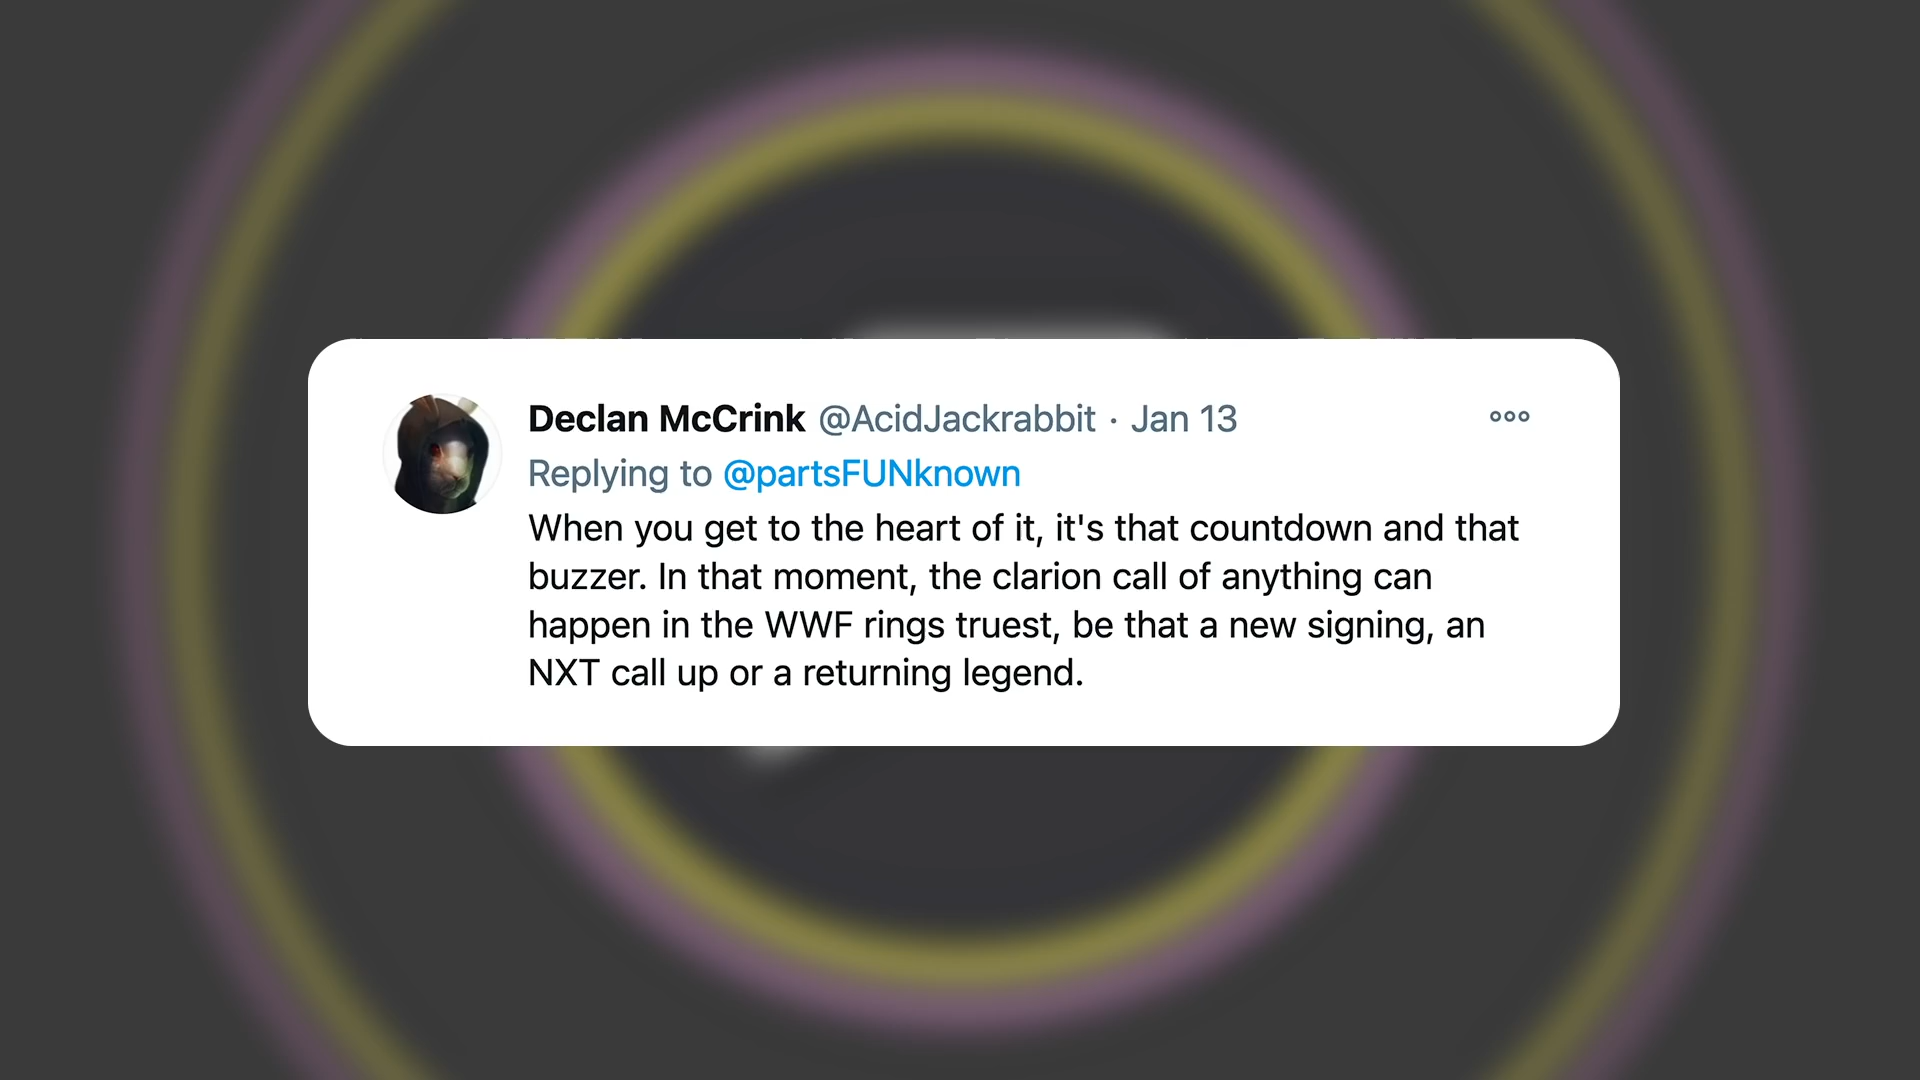 Declan McCrink @AcidJackrabbit · Jan 13
Replying to @partsFUNknown
When you get to the heart of it, it's that countdown and that
buzzer. In that moment, the clarion call of anything can
happen in the WWF rings truest, be that a new signing, an
NXT call up or a returning legend.